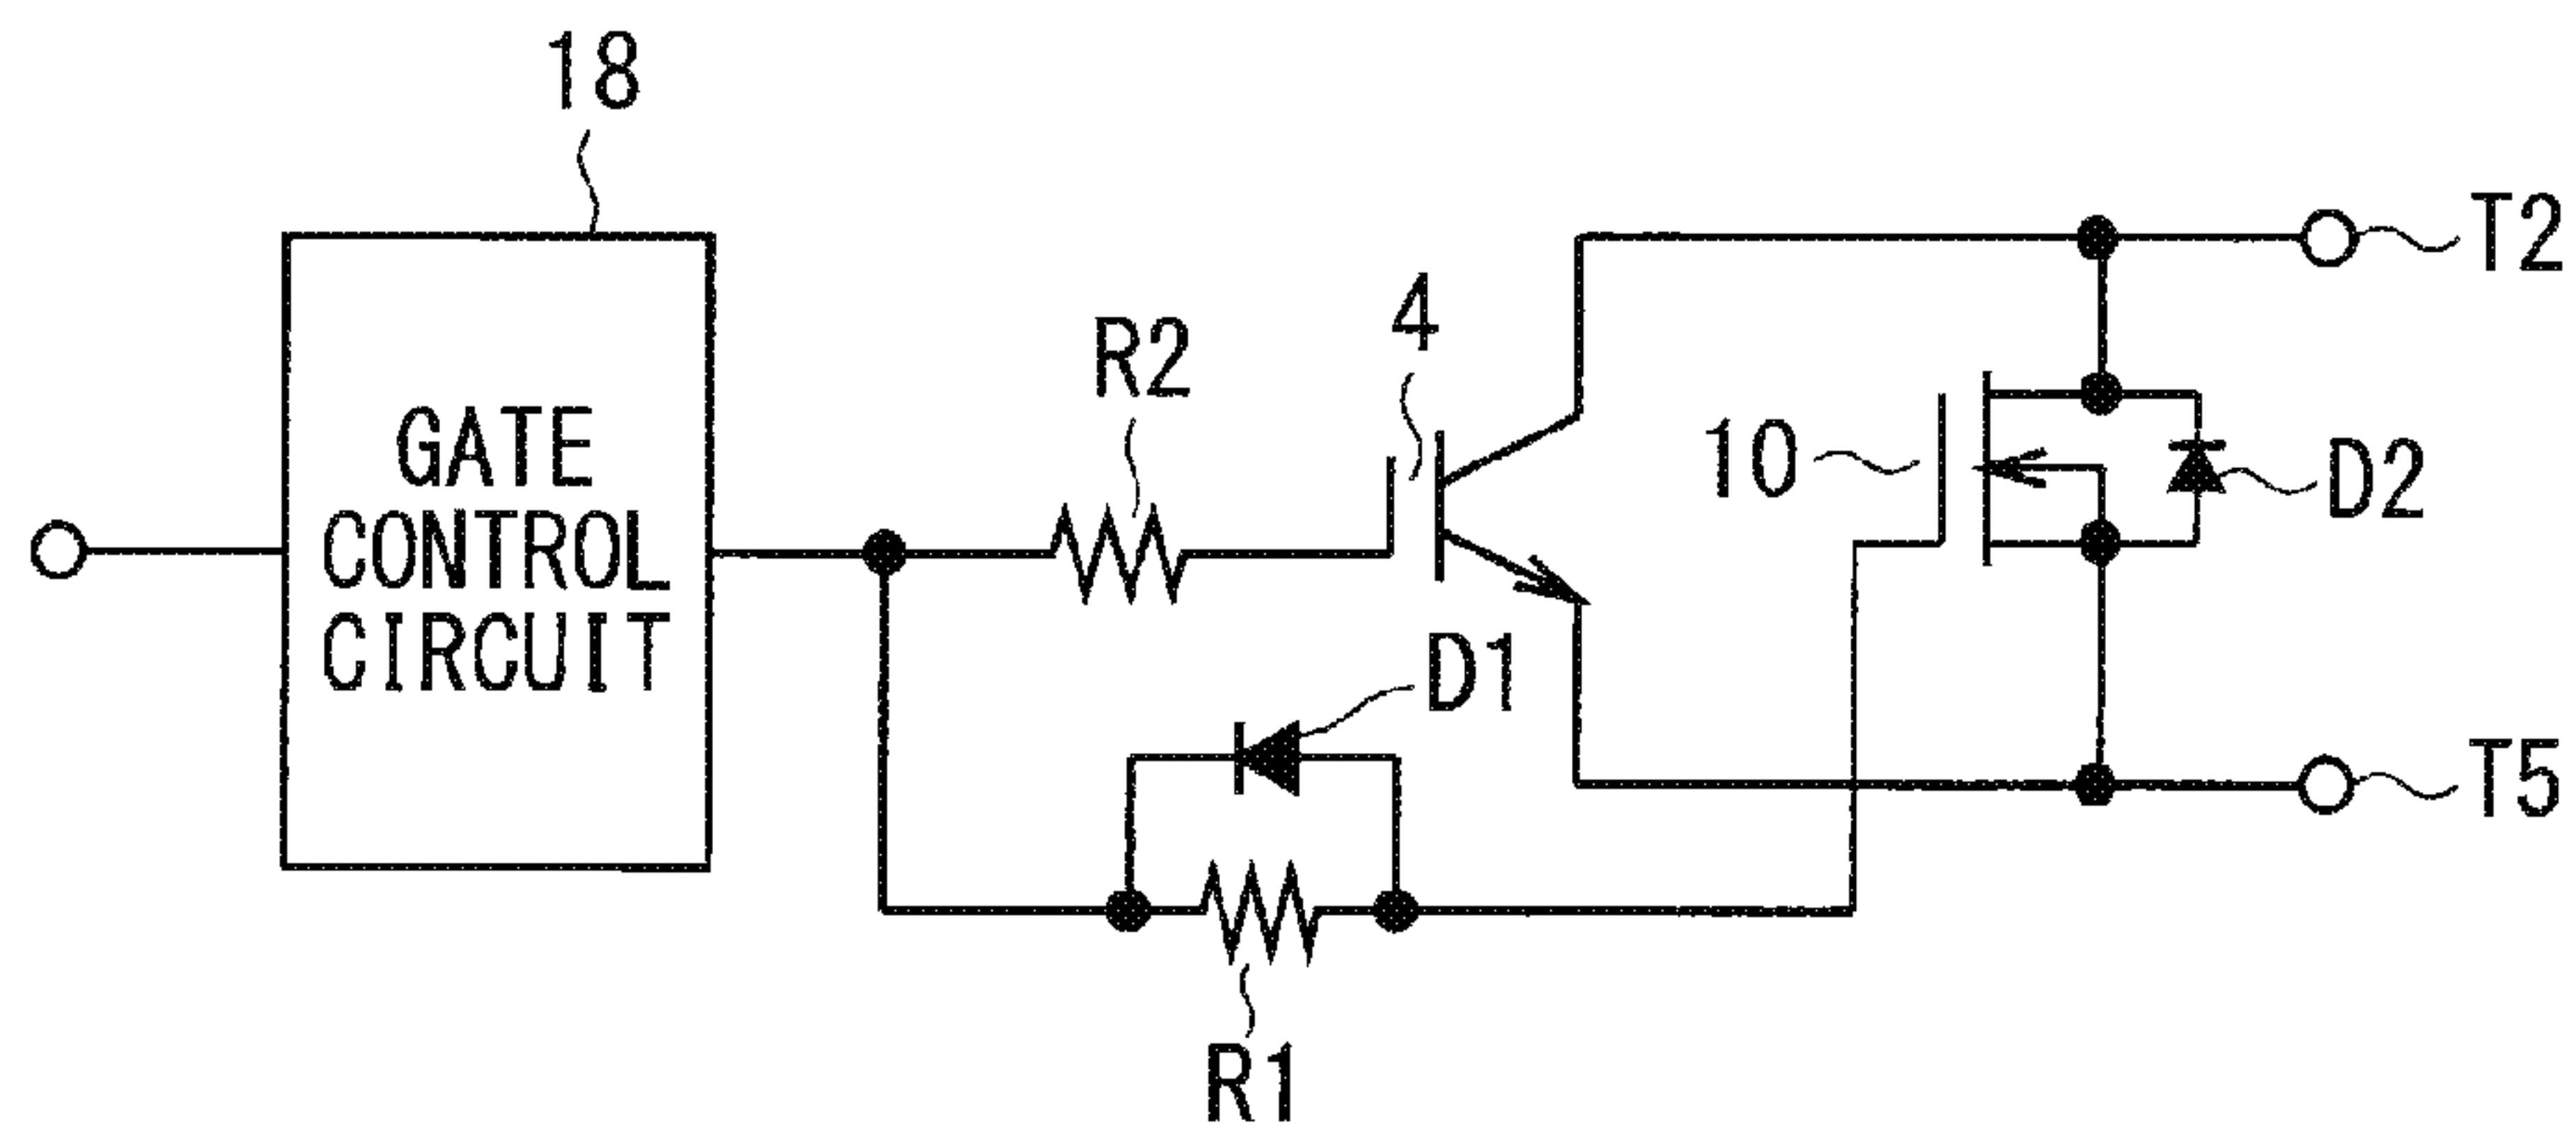 18
T2
4
R2
GATE
CONTROL
CIRCUIT
10
D2
D1
T5
R1